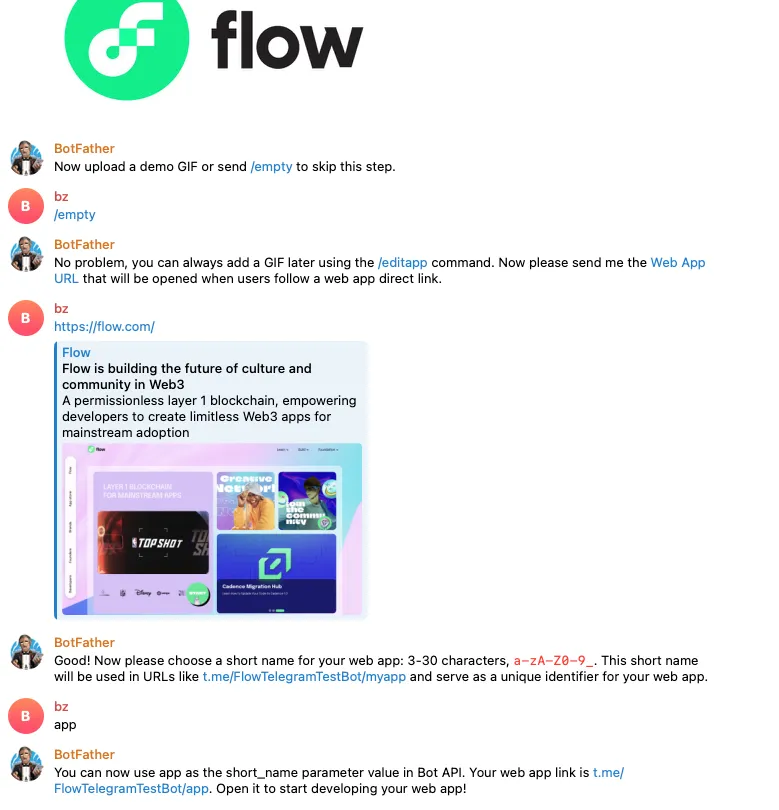 flow
BotFather
Now upload a demo GIF or send /empty to skip this step.
B
bz
/empty
BotFather
No problem, you can always add a GIF later using the /editapp command. Now please send me the Web App
URL that will be opened when users follow a web app direct link.
B
bz
https://flow.com/
Flow
Flow is building the future of culture and
community in Web3
A permissionless layer 1 blockchain, empowering
developers to create limitless Web3 apps for
mainstream adoption
flow
LAYER 1 BLOCKCHAIN
FOR MAINSTREAM APPS
Creative
Network
Join the
community
TOP SHOT
Disney
Cadence Migration Hub
BotFather
Good! Now please choose a short name for your web app: 3-30 characters, a-zA-Z0-9_. This short name
will be used in URLs like t.me/FlowTelegramTestBot/myapp and serve as a unique identifier for your web app.
B
bz
app
BotFather
You can now use app as the short_name parameter value in Bot API. Your web app link is t.me/
FlowTelegramTestBot/app. Open it to start developing your web app!